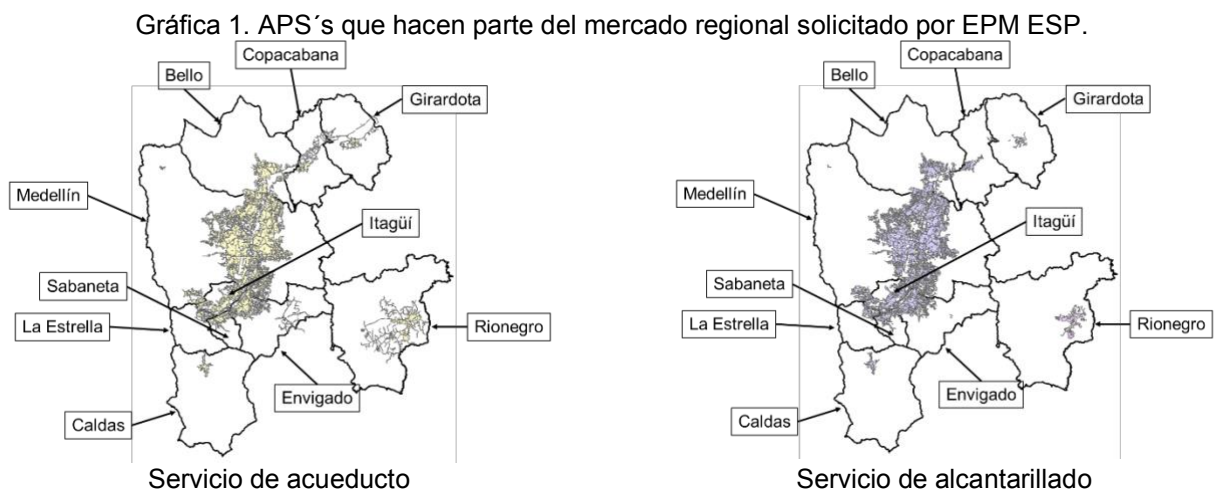 Gráfica 1. APS´s que hacen parte del mercado regional solicitado por EPM ESP.
Copacabana
Bello
Girardota
Medellín
Itagüí
Sabaneta
La Estrella
Rionegro
Envigado
Caldas
Servicio de acueducto
Copacabana
Bello
Girardota
Medellín
Itagüí
Sabaneta
La Estrella
Rionegro
Envigado
Caldas
Servicio de alcantarillado